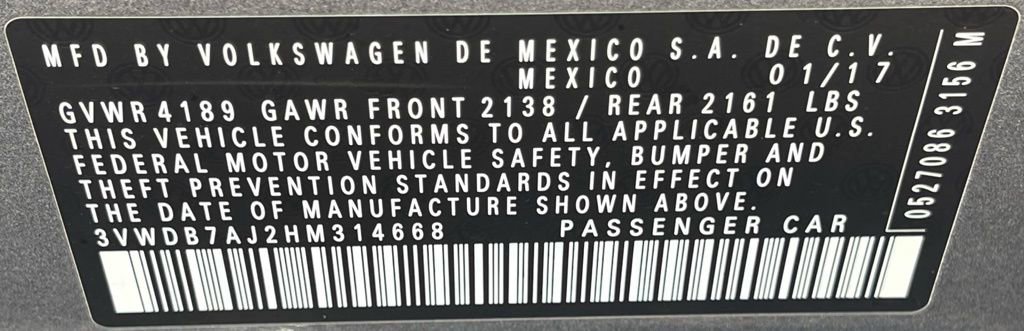 MFD BY VOLKSWAGEN DE MEXICO S.A. DE C.V.
MEXICO 01/17
GVWR 4189 GAWR FRONT 2138 / REAR 2161 LBS
THIS VEHICLE CONFORMS TO ALL APPLICABLE U.S.
FEDERAL MOTOR VEHICLE SAFETY, BUMPER AND
THEFT PREVENTION STANDARDS IN EFFECT ON
THE DATE OF MANUFACTURE SHOWN ABOVE.
3VWDB7AJ2HM314668 PASSENGER CAR
0527086 3156 M